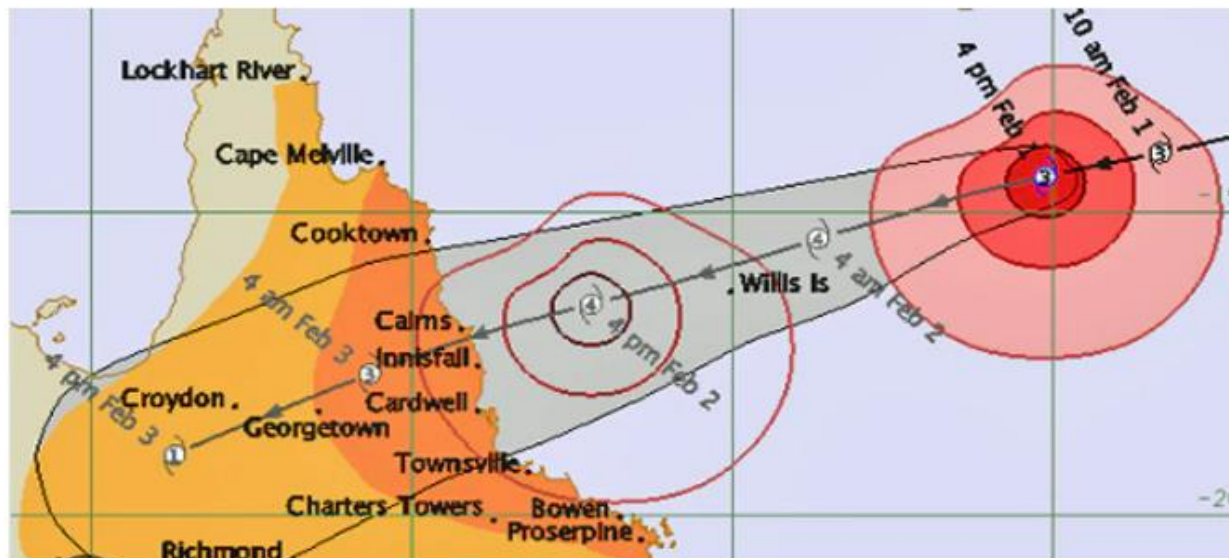 10 am Feb 1
4 pm Feb
Lockhart River
3
Cape Melville
3
Cooktown
4
4 am Feb 2
Willis Is
4
4 pm Feb 2
Cairns
4 am Feb 3
Innisfail
3
Croydon
Cardwell
Georgetown
4 pm Feb 3
1
Townsville
Charters Towers
Bowen
Proserpine
Richmond